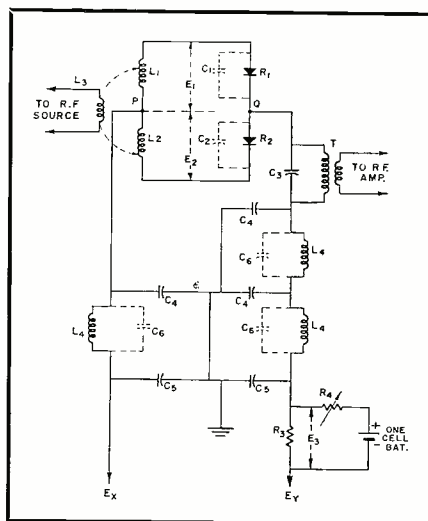 L3
TO R.F
SOURCE
L1
P
L2
E1
E2
C1
C2
R1
R2
Q
C3
T
TO R.F.
AMP.
C4
C6
L4
C4
C4
L4
C6
C6
L4
C5
C5
R3
E3
R4
+
-
ONE
CELL
BAT.
EX
EY